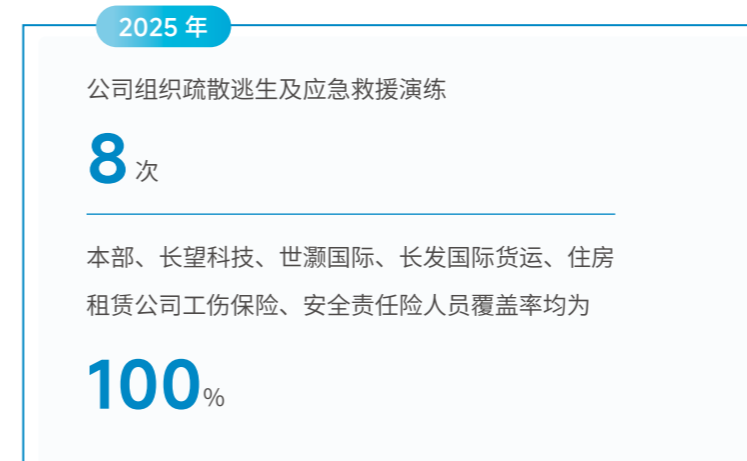 2025 年
公司组织疏散逃生及应急救援演练
8 次
本部、长望科技、世灏国际、长发国际货运、住房
租赁公司工伤保险、安全责任险人员覆盖率均为
100%